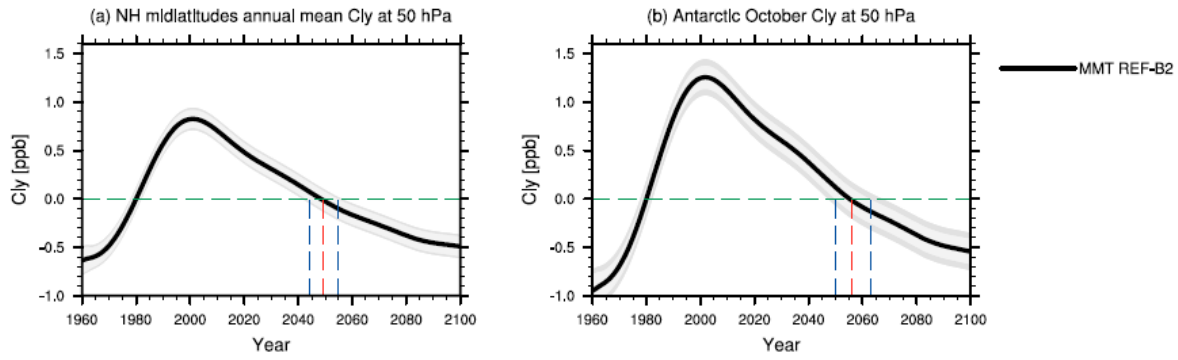 (a) NH midlatitudes annual mean Cly at 50 hPa
(b) Antarctic October Cly at 50 hPa
MMT REF-B2
Cly [ppb]
1.5
1.0
0.5
0.0
-0.5
-1.0
1960 1980 2000 2020 2040 2060 2080 2100
Year
Cly [ppb]
1.5
1.0
0.5
0.0
-0.5
-1.0
1960 1980 2000 2020 2040 2060 2080 2100
Year